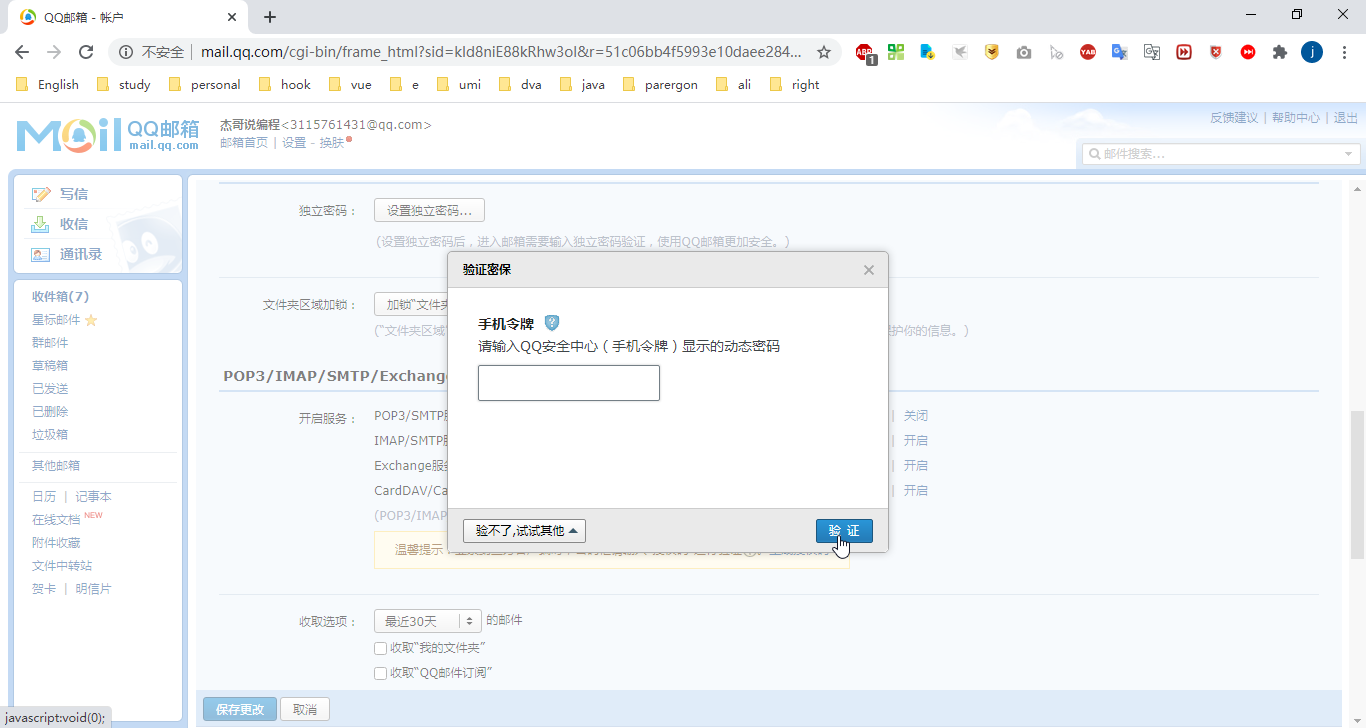 QQ邮箱 - 帐户
不安全 | mail.qq.com/cgi-bin/frame_html?sid=kId8niE88kRhw3oI&r=51c06bb4f5993e10daee284...
ABP 1
YAB
j
English study personal hook vue e umi dva java parergon ali right
Mail QQ邮箱 mail.qq.com
杰哥说编程<3115761431@qq.com>
邮箱首页 | 设置 - 换肤
反馈建议 | 帮助中心 | 退出
邮件搜索...
写信
收信
通讯录
收件箱(7)
星标邮件
群邮件
草稿箱
已发送
已删除
垃圾箱
其他邮箱
日历 | 记事本
在线文档 NEW
附件收藏
文件中转站
贺卡 | 明信片
独立密码：
设置独立密码...
(设置独立密码后，进入邮箱需要输入独立密码验证，使用QQ邮箱更加安全。)
文件夹区域加锁：
加锁“文件夹
(“文件夹区域”
护你的信息。)
POP3/IMAP/SMTP/Exchange
开启服务：
POP3/SMTP服
| 关闭
IMAP/SMTP服
| 开启
Exchange服务
| 开启
CardDAV/Ca
| 开启
(POP3/IMAP
温馨提示
验证密保
手机令牌
请输入QQ安全中心（手机令牌）显示的动态密码
验不了,试试其他
验 证
收取选项：
最近30天 的邮件
收取“我的文件夹”
收取“QQ邮件订阅”
保存更改
取消
javascript:void(0);